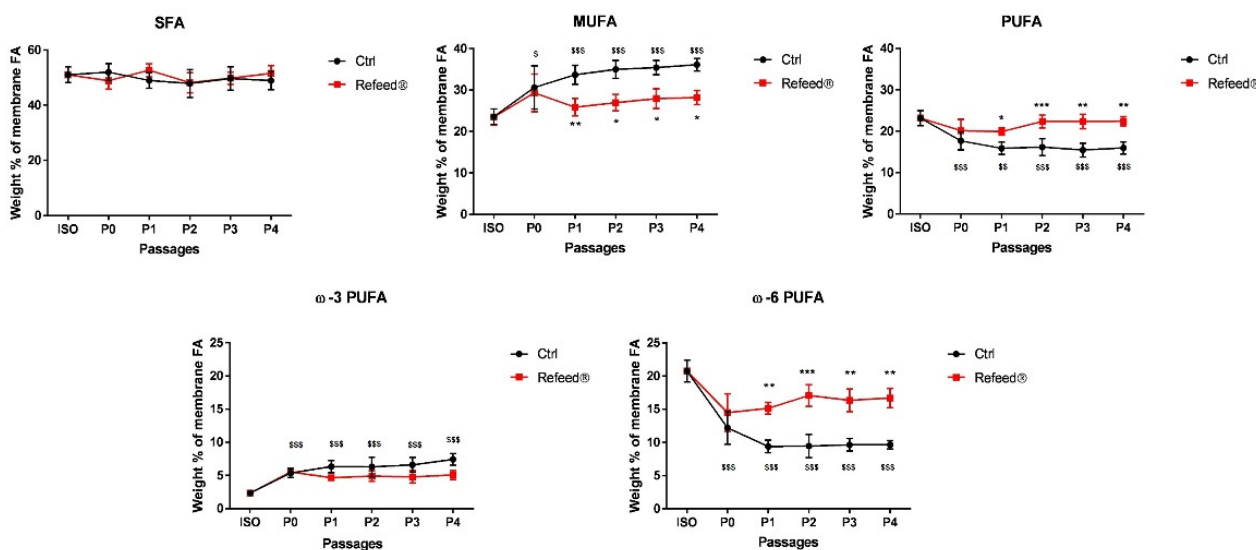 SFA
Weight % of membrane FA
60
40
20
0
ISO P0 P1 P2 P3 P4
Passages
Ctrl
Refeed®
MUFA
Weight % of membrane FA
40
30
20
10
0
$ $$$ $$$ $$$ $$$
** * * *
ISO P0 P1 P2 P3 P4
Passages
Ctrl
Refeed®
PUFA
Weight % of membrane FA
40
30
20
10
0
* *** ** **
$$$ $$ $$$ $$$ $$$
ISO P0 P1 P2 P3 P4
Passages
Ctrl
Refeed®
ω-3 PUFA
Weight % of membrane FA
25
20
15
10
5
0
$$$ $$$ $$$ $$$ $$$
ISO P0 P1 P2 P3 P4
Passages
Ctrl
Refeed®
ω-6 PUFA
Weight % of membrane FA
25
20
15
10
5
0
** *** ** **
$$$ $$$ $$$ $$$ $$$
ISO P0 P1 P2 P3 P4
Passages
Ctrl
Refeed®